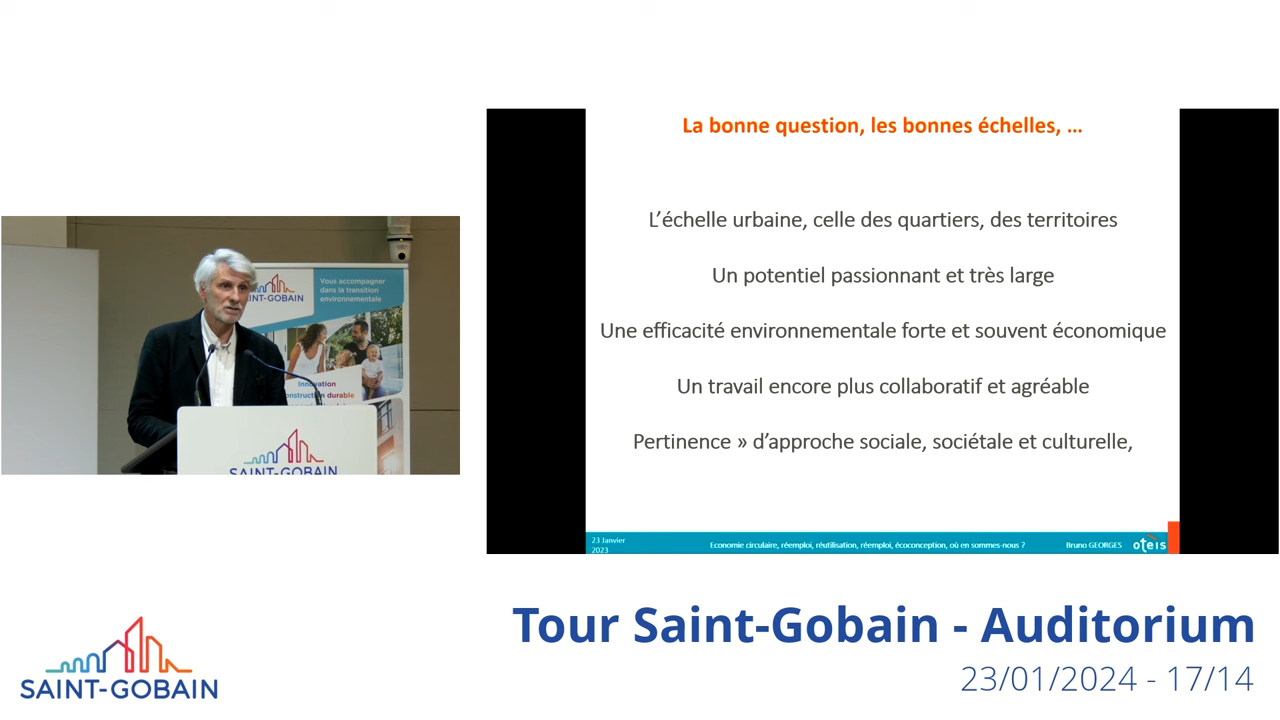 La bonne question, les bonnes échelles, ...
L'échelle urbaine, celle des quartiers, des territoires
Un potentiel passionnant et très large
Une efficacité environnementale forte et souvent économique
Un travail encore plus collaboratif et agréable
Pertinence » d'approche sociale, sociétale et culturelle,
23 Janvier
2023
Economie circulaire, réemploi, réutilisation, réemploi, écoconception, où en sommes-nous ?
Bruno GEORGES
oteis
Vous accompagner
dans la transition
environnementale
INT-GOBAIN
Innovation
onstruction durable
SAINT-GOBAIN
Tour Saint-Gobain - Auditorium
23/01/2024 - 17/14
SAINT-GOBAIN